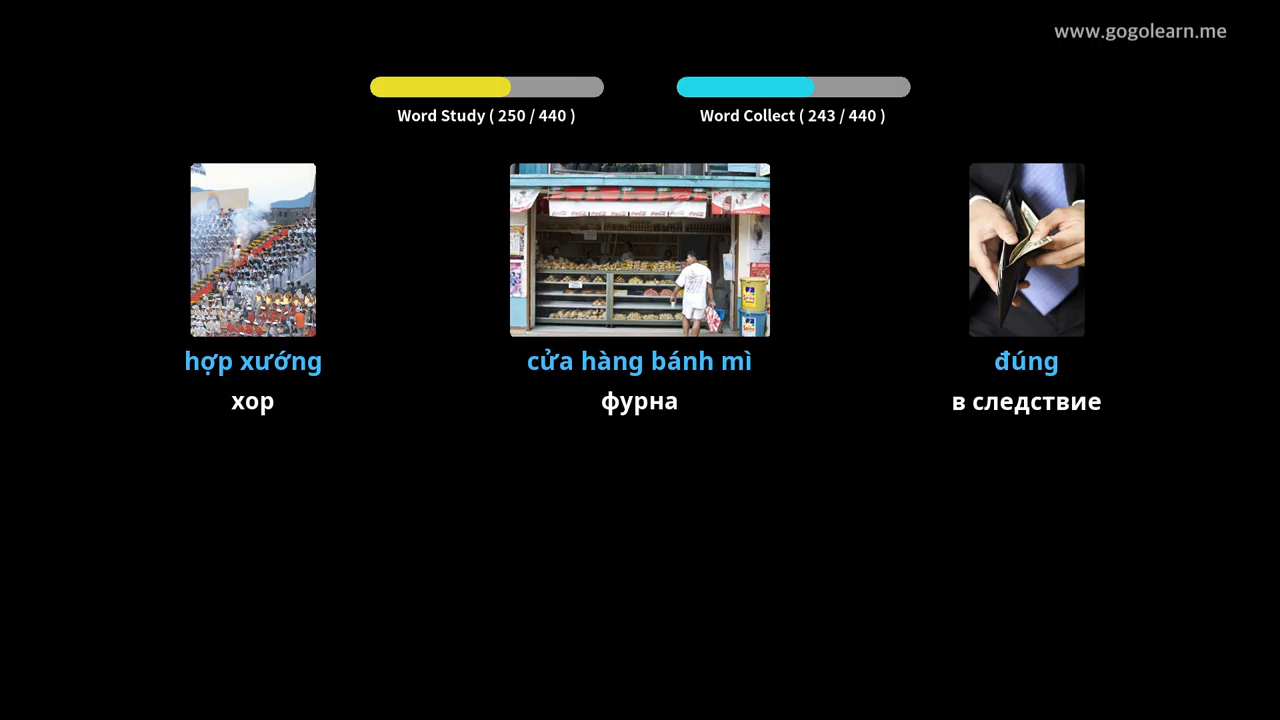 www.gogolearn.me
Word Study ( 250 / 440 )
Word Collect ( 243 / 440 )
hợp xướng
хор
cửa hàng bánh mì
фурна
đúng
в следствие